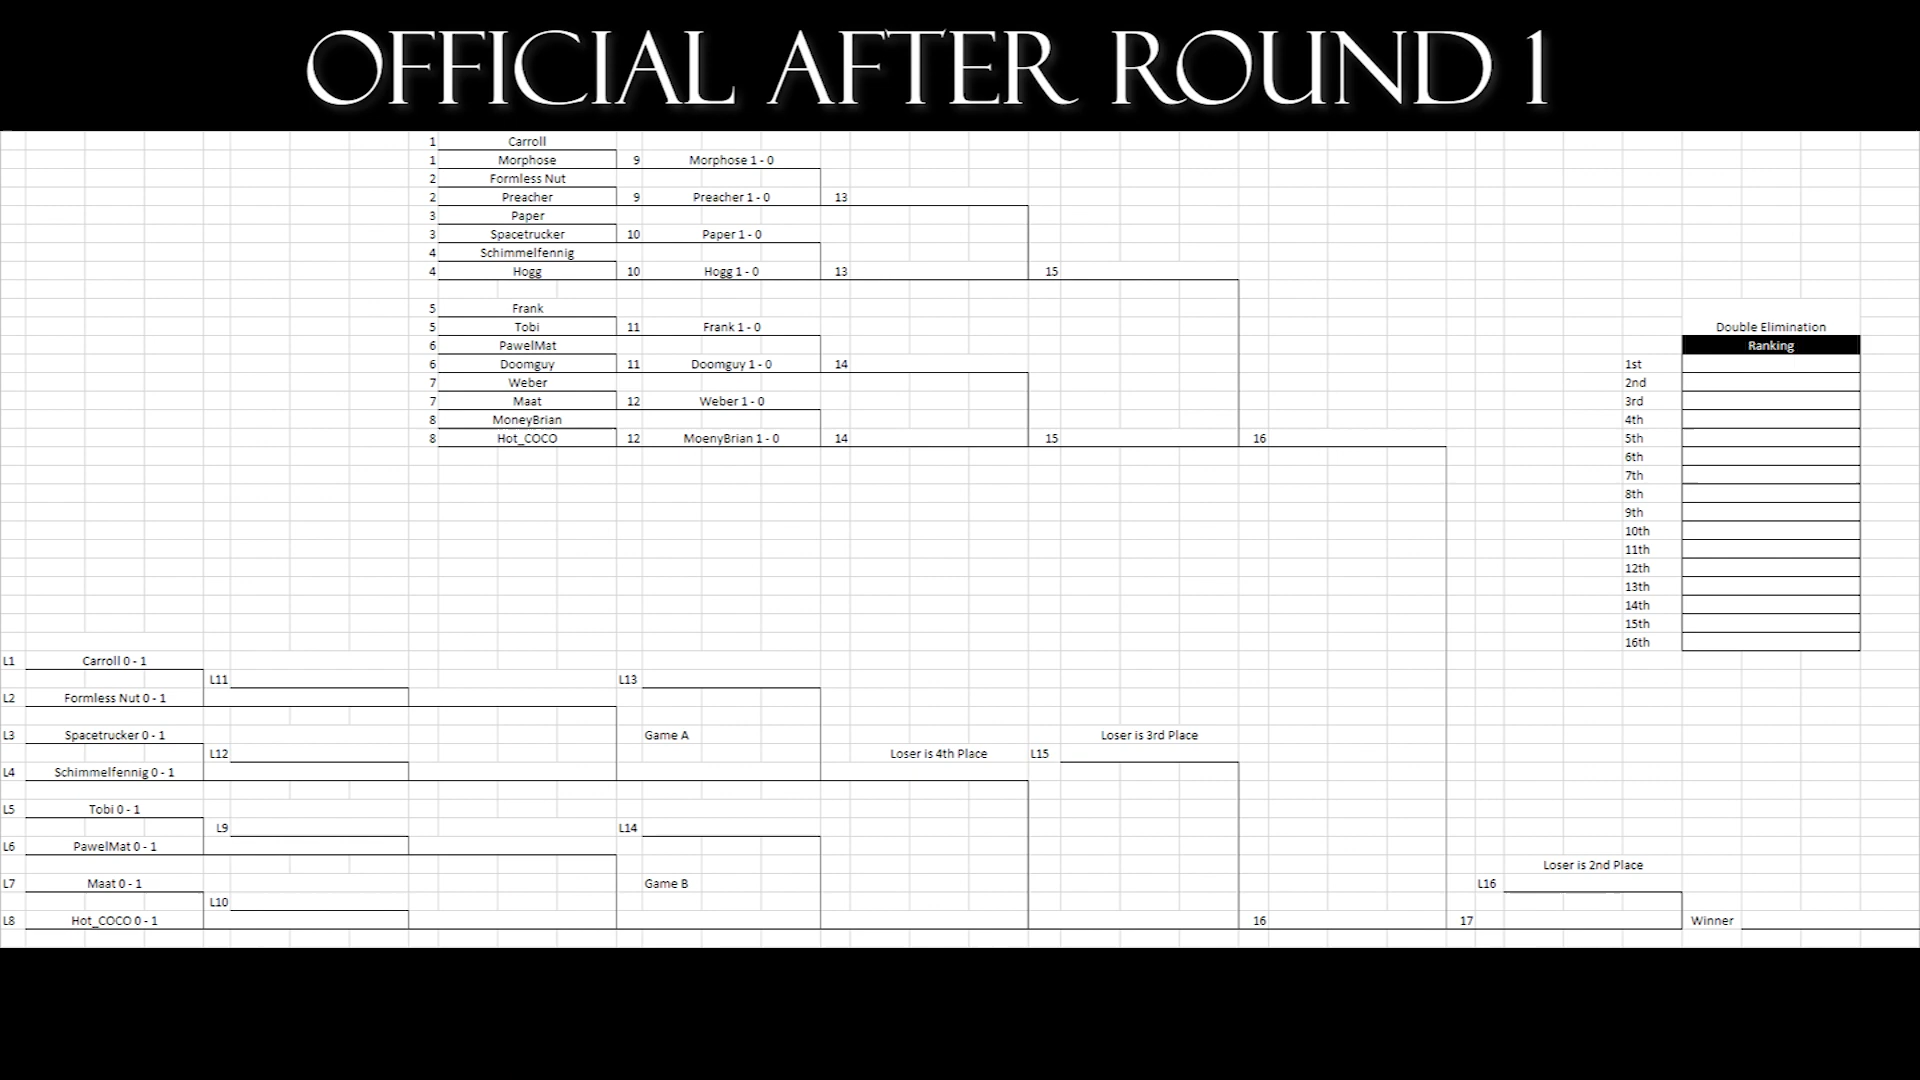 OFFICIAL AFTER ROUND 1
1 Carroll
1 Morphose 9 Morphose 1 - 0
2 Formless Nut
2 Preacher 9 Preacher 1 - 0 13
3 Paper
3 Spacetrucker 10 Paper 1 - 0
4 Schimmelfennig
4 Hogg 10 Hogg 1 - 0 13 15
5 Frank
5 Tobi 11 Frank 1 - 0 Double Elimination
6 PawelMat Ranking
6 Doomguy 11 Doomguy 1 - 0 14 1st
7 Weber 2nd
7 Maat 12 Weber 1 - 0 3rd
8 MoneyBrian 4th
8 Hot_COCO 12 MoenyBrian 1 - 0 14 15 16 5th
6th
7th
8th
9th
10th
11th
12th
13th
14th
15th
16th
L1 Carroll 0 - 1
L11 L13
L2 Formless Nut 0 - 1
L3 Spacetrucker 0 - 1 Game A Loser is 3rd Place
L12 Loser is 4th Place L15
L4 Schimmelfennig 0 - 1
L5 Tobi 0 - 1
L9 L14
L6 PawelMat 0 - 1
Loser is 2nd Place
L7 Maat 0 - 1 Game B L16
L10
L8 Hot_COCO 0 - 1 16 17 Winner